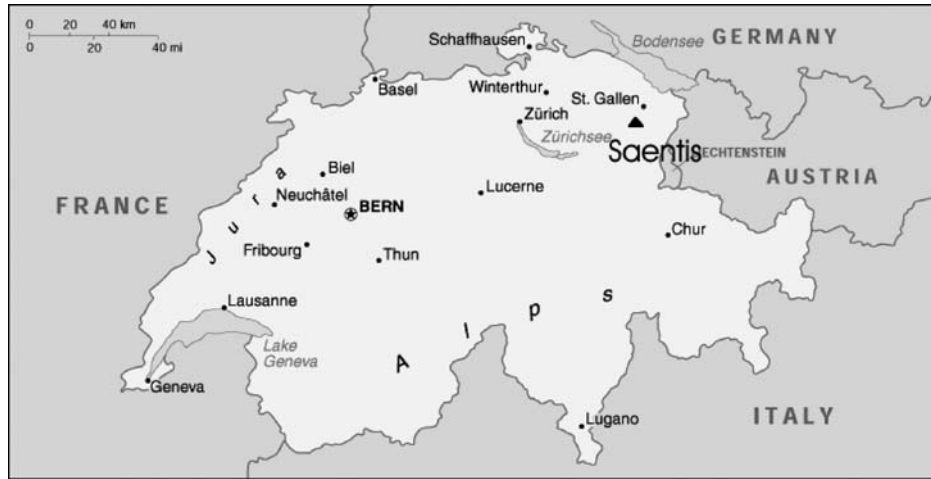 0 20 40 km
0 20 40 mi
Schaffhausen
Bodensee
GERMANY
Basel
Winterthur
St. Gallen
Zürich
Zürichsee
Saentis
ECHTENSTEIN
AUSTRIA
Biel
Lucerne
Neuchâtel
FRANCE
BERN
Jura
Chur
Fribourg
Thun
Lausanne
Alps
Lake
Geneva
Geneva
Lugano
ITALY